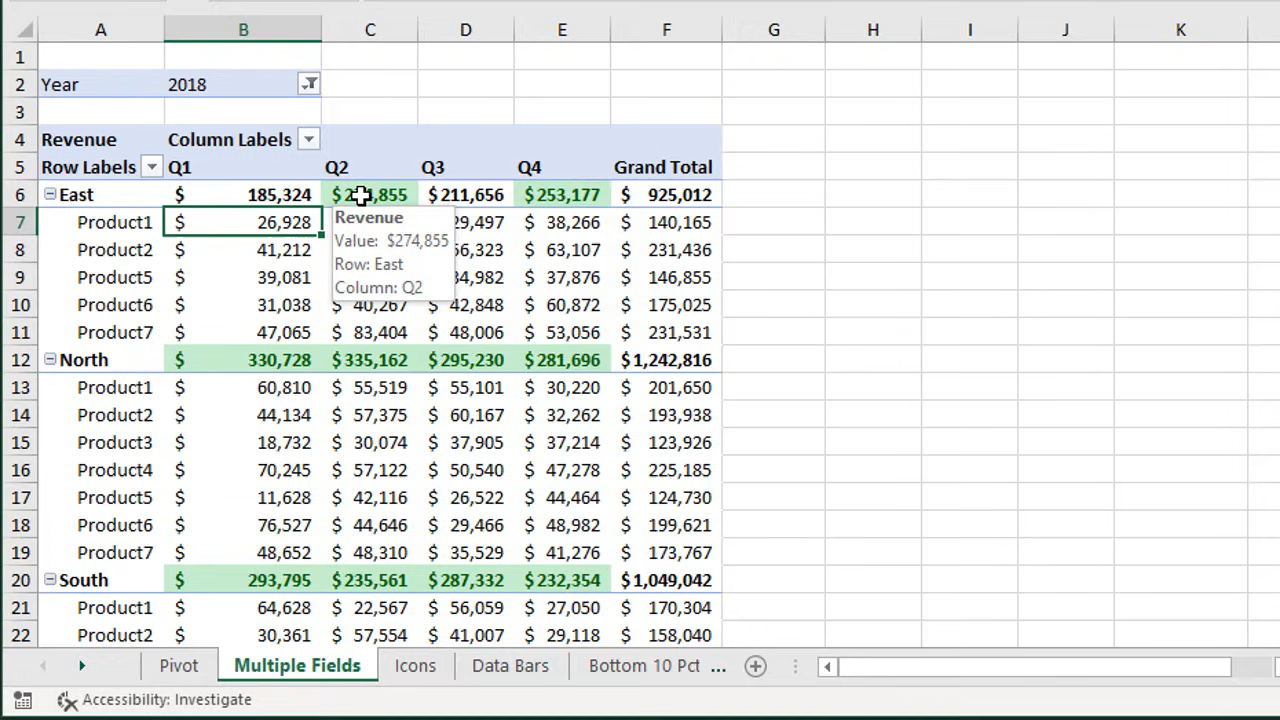 A B C D E F G H I J K
1
2 Year 2018
3
4 Revenue Column Labels
5 Row Labels Q1 Q2 Q3 Q4 Grand Total
6 East $ 185,324 $ 855 $ 211,656 $ 253,177 $ 925,012
7 Product1 $ 26,928 Revenue 29,497 $ 38,266 $ 140,165
Value: $274,855
8 Product2 $ 41,212 $ 63,107 $ 231,436
Row: East
9 Product5 $ 39,081 $ 37,876 $ 146,855
Column: Q2
10 Product6 $ 31,038 $ 40,267 $ 42,848 $ 60,872 $ 175,025
11 Product7 $ 47,065 $ 83,404 $ 48,006 $ 53,056 $ 231,531
12 North $ 330,728 $ 335,162 $ 295,230 $ 281,696 $ 1,242,816
13 Product1 $ 60,810 $ 55,519 $ 55,101 $ 30,220 $ 201,650
14 Product2 $ 44,134 $ 57,375 $ 60,167 $ 32,262 $ 193,938
15 Product3 $ 18,732 $ 30,074 $ 37,905 $ 37,214 $ 123,926
16 Product4 $ 70,245 $ 57,122 $ 50,540 $ 47,278 $ 225,185
17 Product5 $ 11,628 $ 42,116 $ 26,522 $ 44,464 $ 124,730
18 Product6 $ 76,527 $ 44,646 $ 29,466 $ 48,982 $ 199,621
19 Product7 $ 48,652 $ 48,310 $ 35,529 $ 41,276 $ 173,767
20 South $ 293,795 $ 235,561 $ 287,332 $ 232,354 $ 1,049,042
21 Product1 $ 64,628 $ 22,567 $ 56,059 $ 27,050 $ 170,304
22 Product2 $ 30,361 $ 57,554 $ 41,007 $ 29,118 $ 158,040
Pivot Multiple Fields Icons Data Bars Bottom 10 Pct ...
Accessibility: Investigate